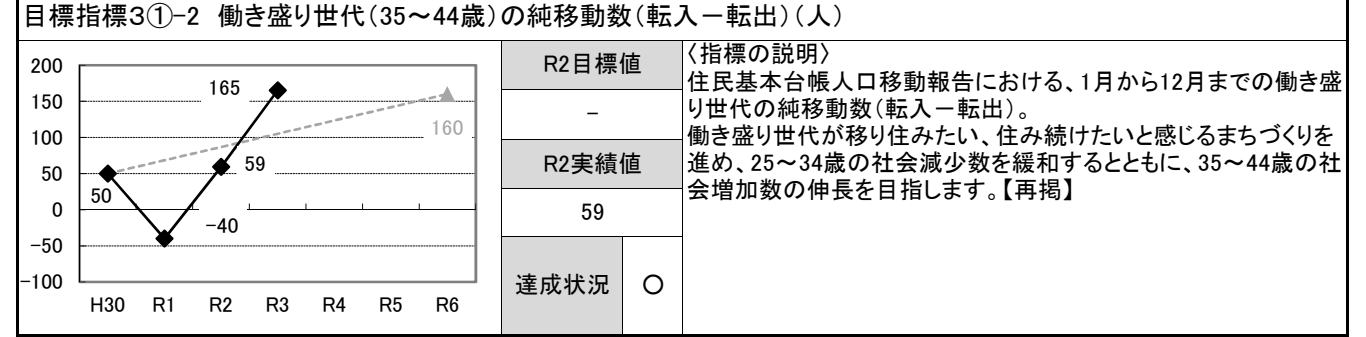 目標指標3①-2 働き盛り世代(35～44歳)の純移動数(転入－転出)(人)
200
150
100
50
0
-50
-100
165
160
59
50
-40
H30 R1 R2 R3 R4 R5 R6
R2目標値
－
R2実績値
59
達成状況 ○
〈指標の説明〉
住民基本台帳人口移動報告における、1月から12月までの働き盛
り世代の純移動数(転入－転出)。
働き盛り世代が移り住みたい、住み続けたいと感じるまちづくりを
進め、25～34歳の社会減少数を緩和するとともに、35～44歳の社
会増加数の伸長を目指します。【再掲】